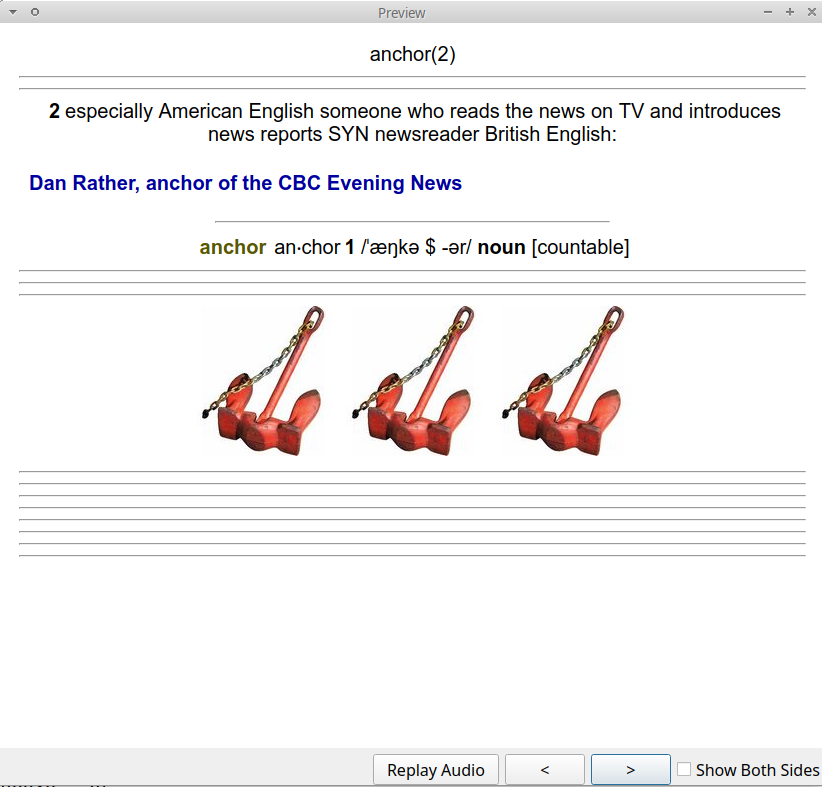 Preview
anchor(2)
2 especially American English someone who reads the news on TV and introduces
news reports SYN newsreader British English:
Dan Rather, anchor of the CBC Evening News
anchor an‧chor 1 /ˈæŋkə $ -ər/ noun [countable]
Replay Audio < > Show Both Sides